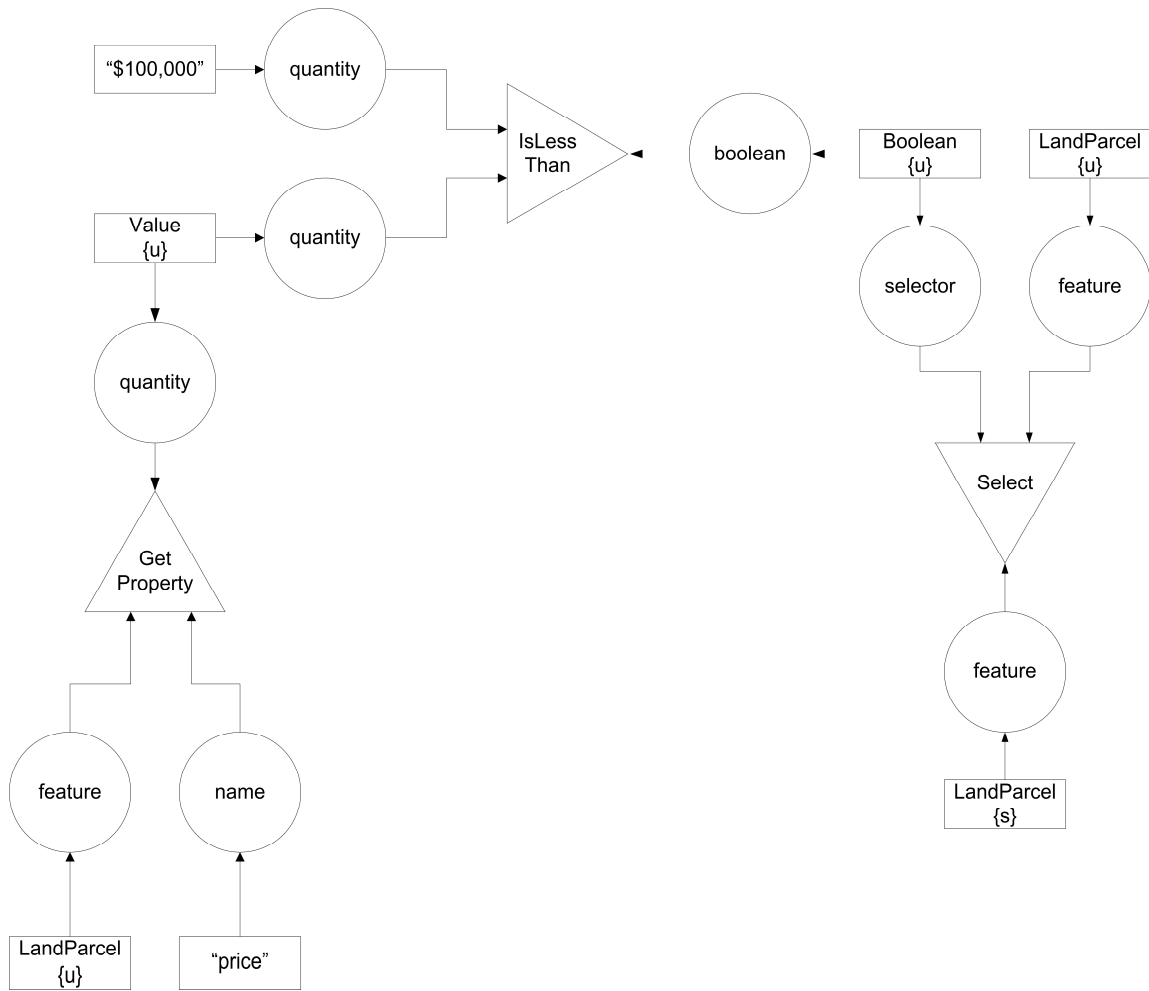 “$100,000”
quantity
IsLess
Than
boolean
Boolean
{u}
LandParcel
{u}
Value
{u}
quantity
selector
feature
quantity
Select
Get
Property
feature
feature
name
LandParcel
{s}
LandParcel
{u}
“price”